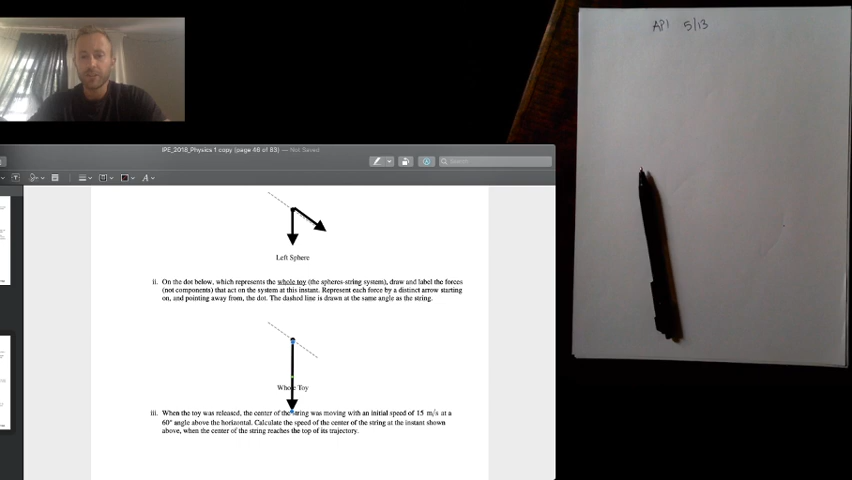 API 5/13
IPE_2018_Physics 1 copy (page 46 of 83) — Not Saved
Search
Left Sphere
ii. On the dot below, which represents the whole toy (the spheres-string system), draw and label the forces
(not components) that act on the system at this instant. Represent each force by a distinct arrow starting
on, and pointing away from, the dot. The dashed line is drawn at the same angle as the string.
Whole Toy
iii. When the toy was released, the center of the string was moving with an initial speed of 15 m/s at a
60° angle above the horizontal. Calculate the speed of the center of the string at the instant shown
above, when the center of the string reaches the top of its trajectory.